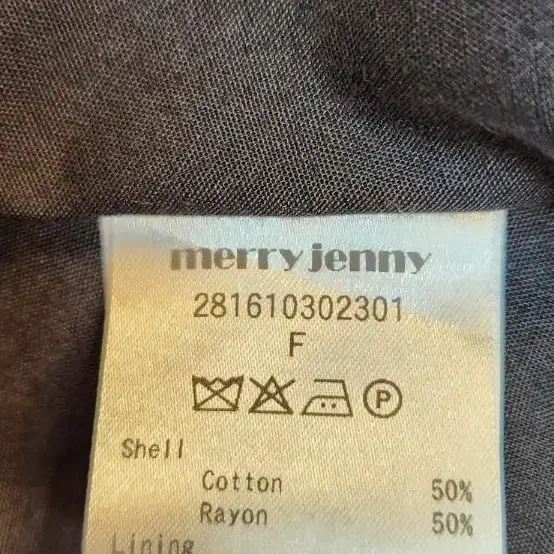 merry jenny
281610302301
F
P
Shell
Cotton 50%
Rayon 50%
Lining